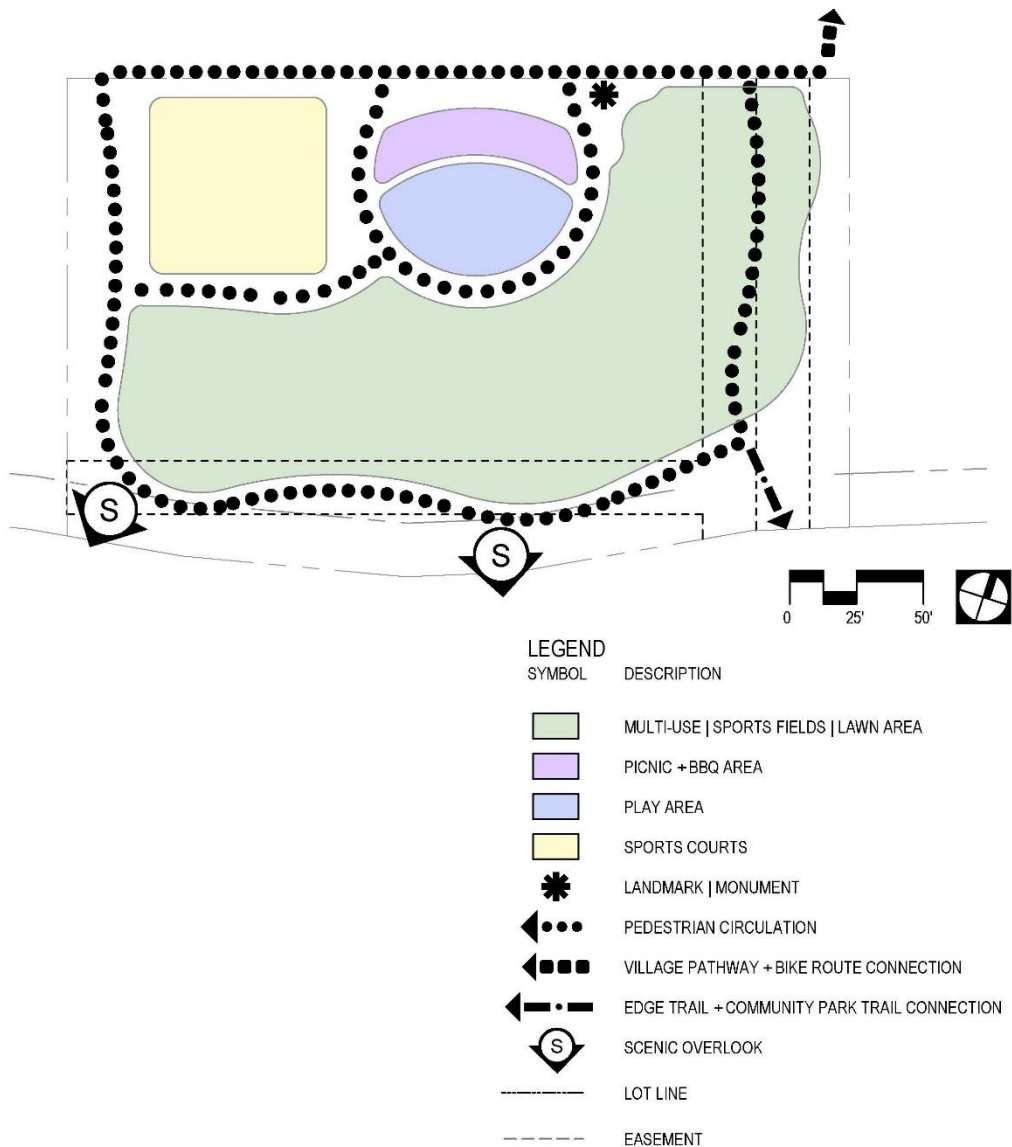 S
S
0 25' 50'
LEGEND
SYMBOL DESCRIPTION
MULTI-USE | SPORTS FIELDS | LAWN AREA
PICNIC + BBQ AREA
PLAY AREA
SPORTS COURTS
LANDMARK | MONUMENT
PEDESTRIAN CIRCULATION
VILLAGE PATHWAY + BIKE ROUTE CONNECTION
EDGE TRAIL + COMMUNITY PARK TRAIL CONNECTION
S SCENIC OVERLOOK
LOT LINE
EASEMENT